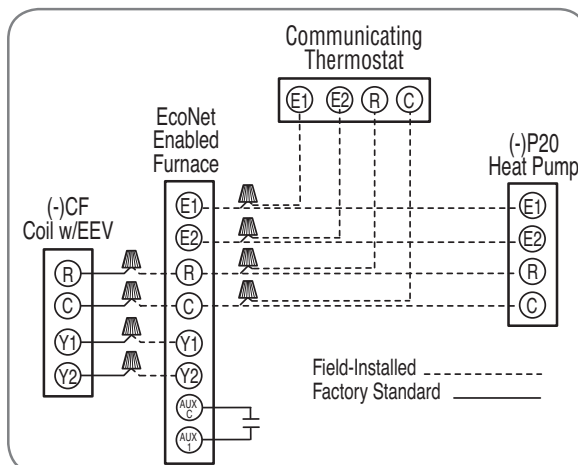 Communicating
Thermostat
E1 E2 R C
EcoNet
Enabled
Furnace
E1
E2
R
C
Y1
Y2
AUX
C
AUX
1
(-)CF
Coil w/EEV
R
C
Y1
Y2
(-)P20
Heat Pump
E1
E2
R
C
Field-Installed
Factory Standard